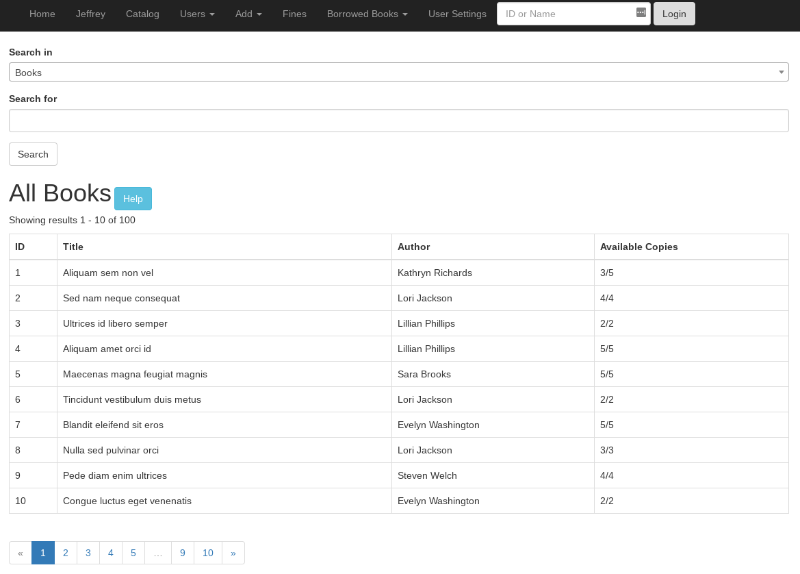 Home Jeffrey Catalog Users Add Fines Borrowed Books User Settings ID or Name Login
Search in
Books
Search for
Search
All Books Help
Showing results 1 - 10 of 100
ID Title Author Available Copies
1 Aliquam sem non vel Kathryn Richards 3/5
2 Sed nam neque consequat Lori Jackson 4/4
3 Ultrices id libero semper Lillian Phillips 2/2
4 Aliquam amet orci id Lillian Phillips 5/5
5 Maecenas magna feugiat magnis Sara Brooks 5/5
6 Tincidunt vestibulum duis metus Lori Jackson 2/2
7 Blandit eleifend sit eros Evelyn Washington 5/5
8 Nulla sed pulvinar orci Lori Jackson 3/3
9 Pede diam enim ultrices Steven Welch 4/4
10 Congue luctus eget venenatis Evelyn Washington 2/2
« 1 2 3 4 5 … 9 10 »